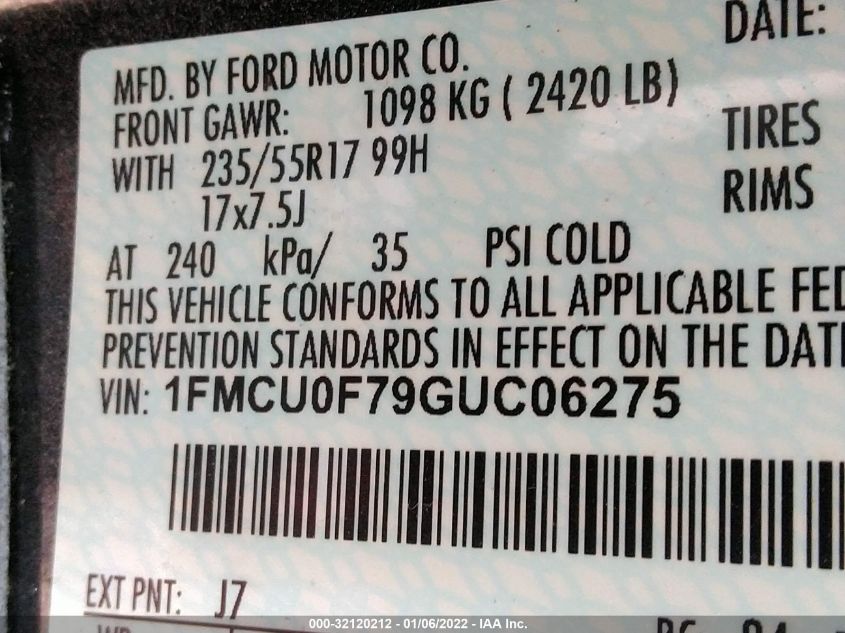 DATE:
MFD. BY FORD MOTOR CO.
FRONT GAWR: 1098 KG ( 2420 LB)
WITH 235/55R17 99H TIRES
17x7.5J RIMS
AT 240 kPa/ 35 PSI COLD
THIS VEHICLE CONFORMS TO ALL APPLICABLE FED
PREVENTION STANDARDS IN EFFECT ON THE DATE
VIN: 1FMCU0F79GUC06275
EXT PNT: J7
000-32120212 - 01/06/2022 - IAA Inc.